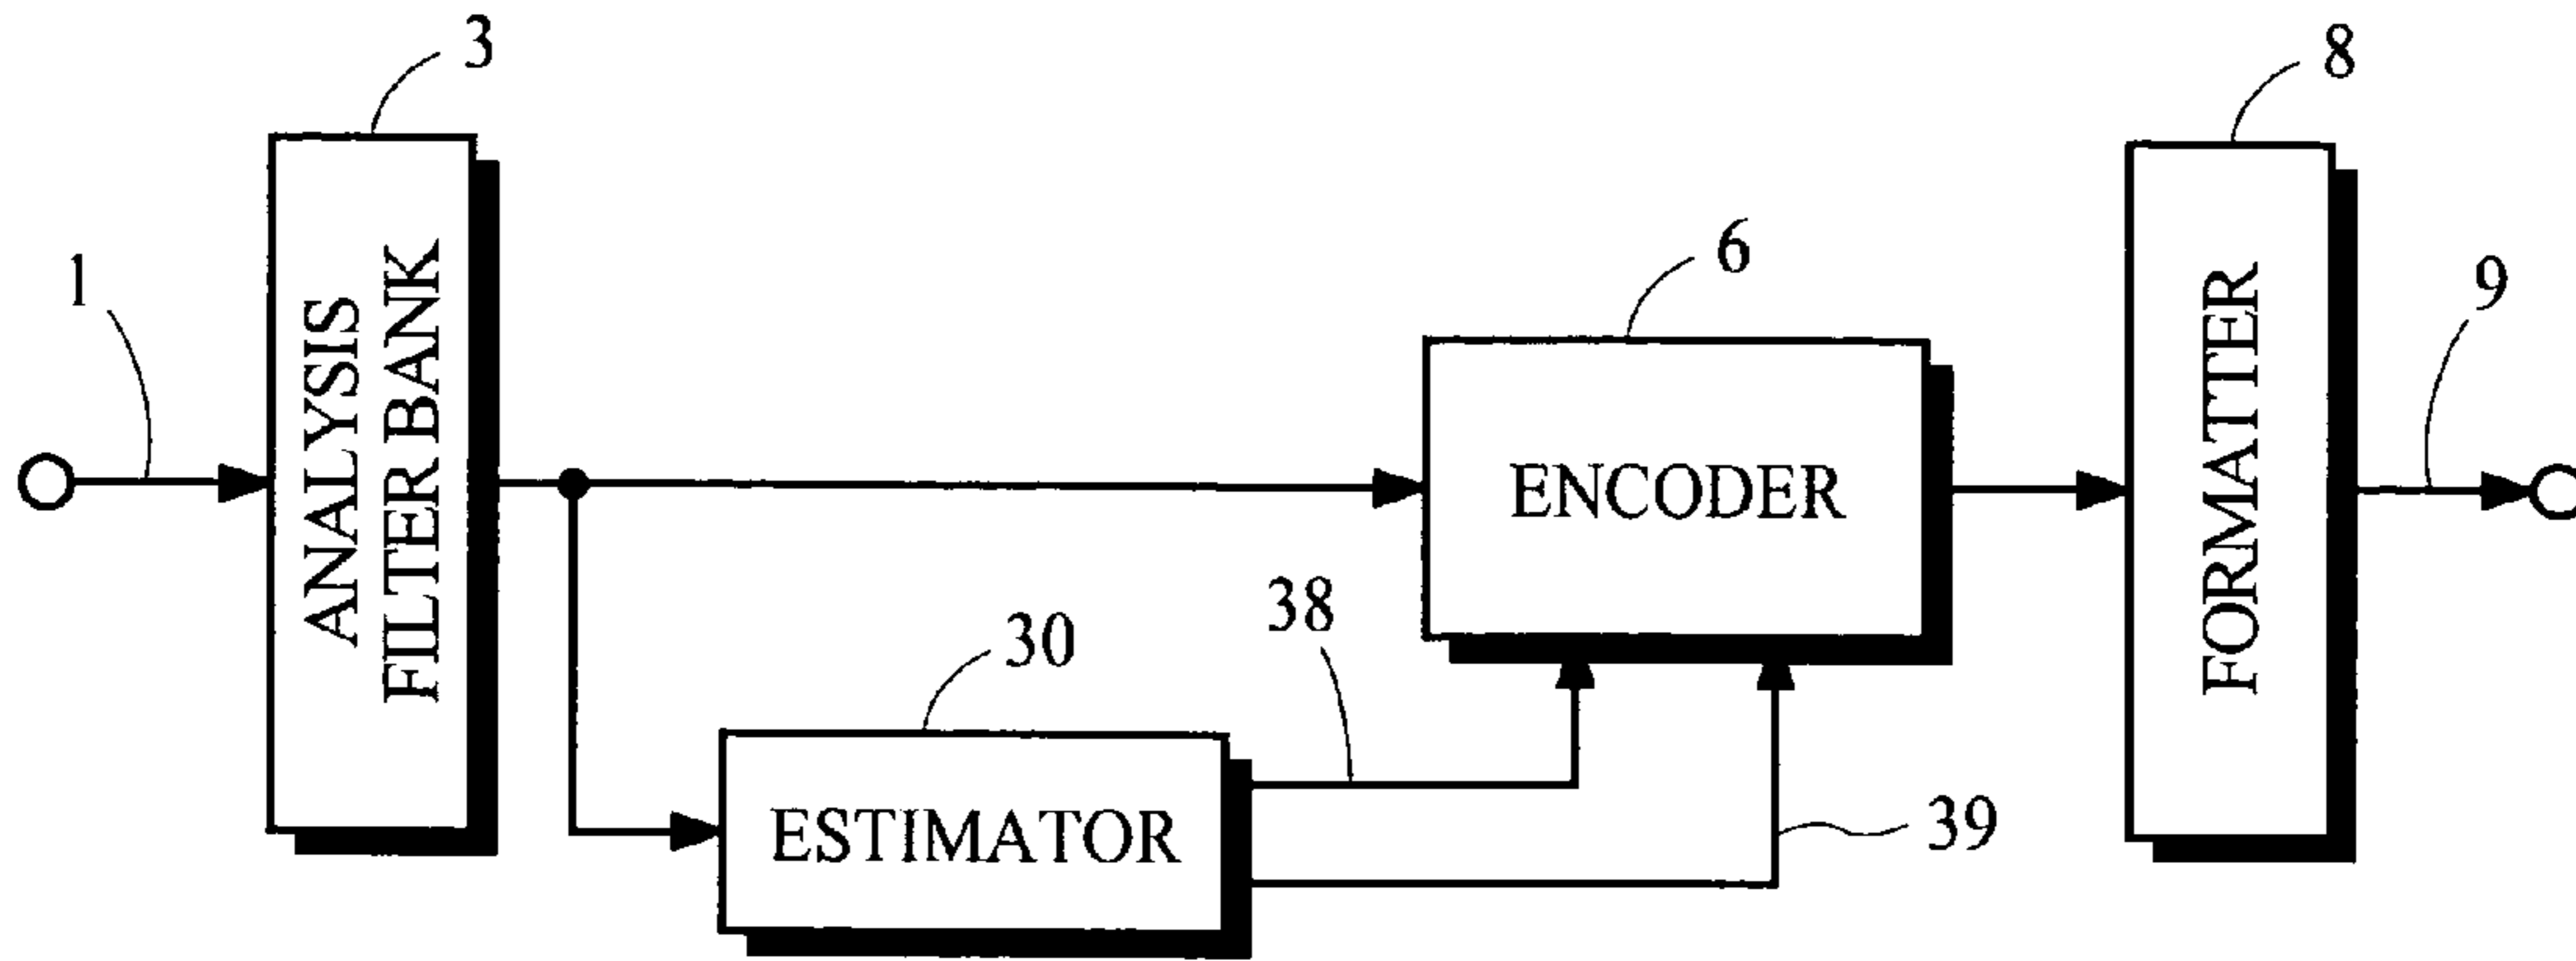 3
8
1
6
9
ANALYSIS
FILTER BANK
ENCODER
FORMATTER
38
30
39
ESTIMATOR